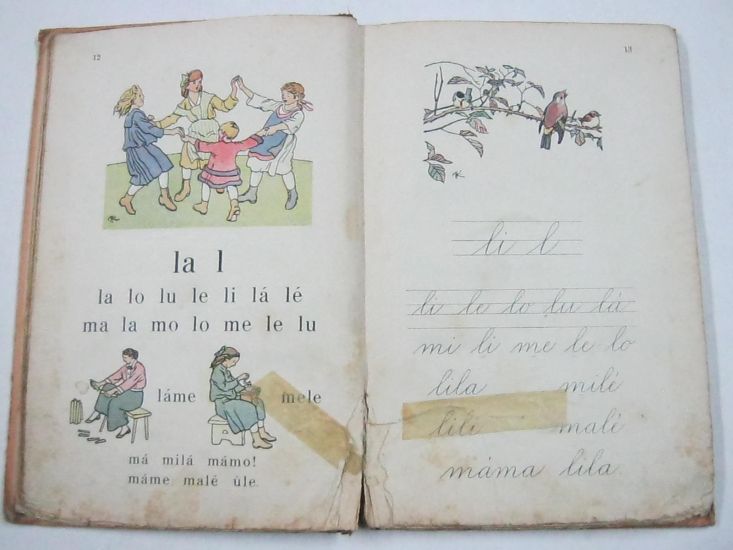 12
la l
la lo lu le li lá lé
ma la mo lo me le lu
láme mele
má milá mámo!
máme malé úle.
13
li l
li le lo lu lá
mi li me le lo
lila milé
lili malé
máma lila.